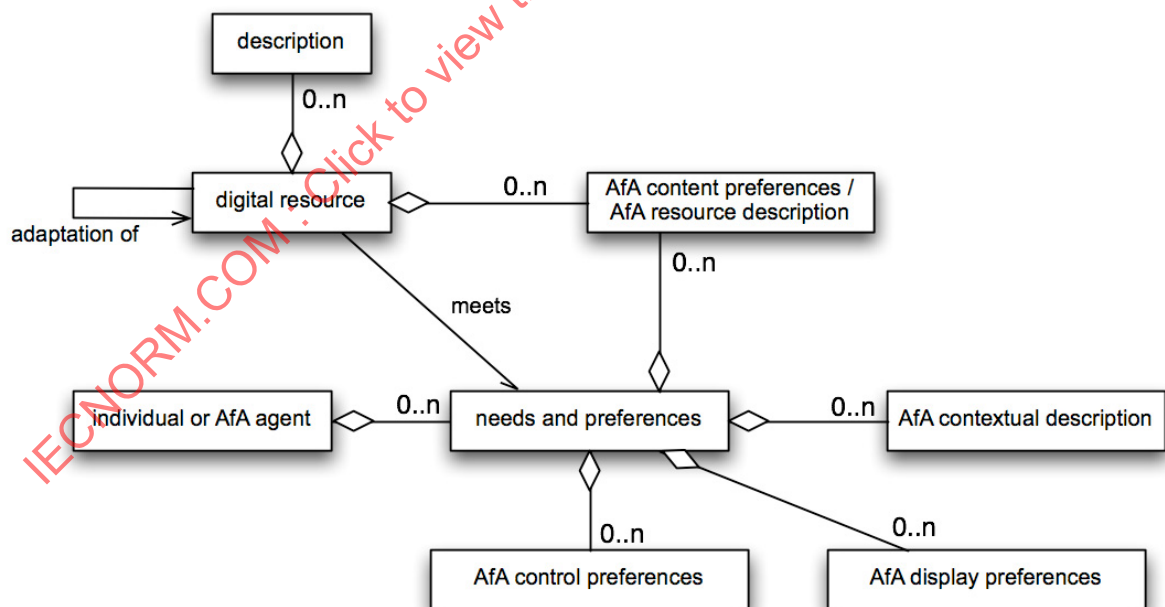 description
0..n
digital resource
0..n
AfA content preferences /
AfA resource description
adaptation of
0..n
meets
individual or AfA agent
0..n
needs and preferences
0..n
AfA contextual description
0..n
0..n
AfA control preferences
AfA display preferences
IECNORM.COM : Click to view t